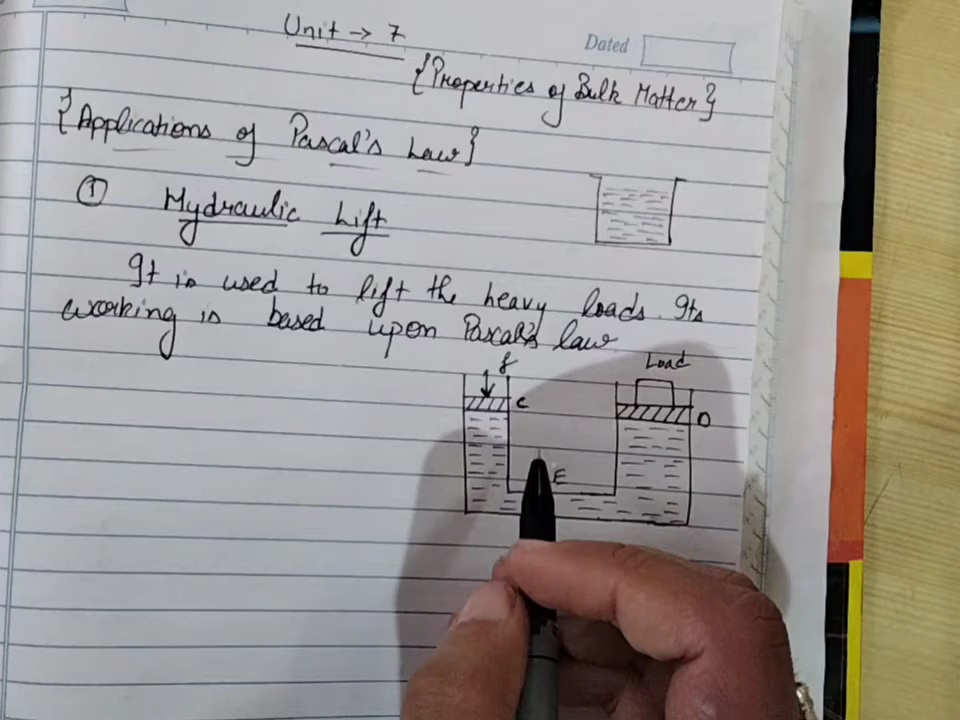 Unit → 7
Dated
{Properties of Bulk Matter}
{Applications of Pascal's Law}
① Hydraulic Lift
It is used to lift the heavy loads. Its
working is based upon Pascal's law
f
Load
C
D
E